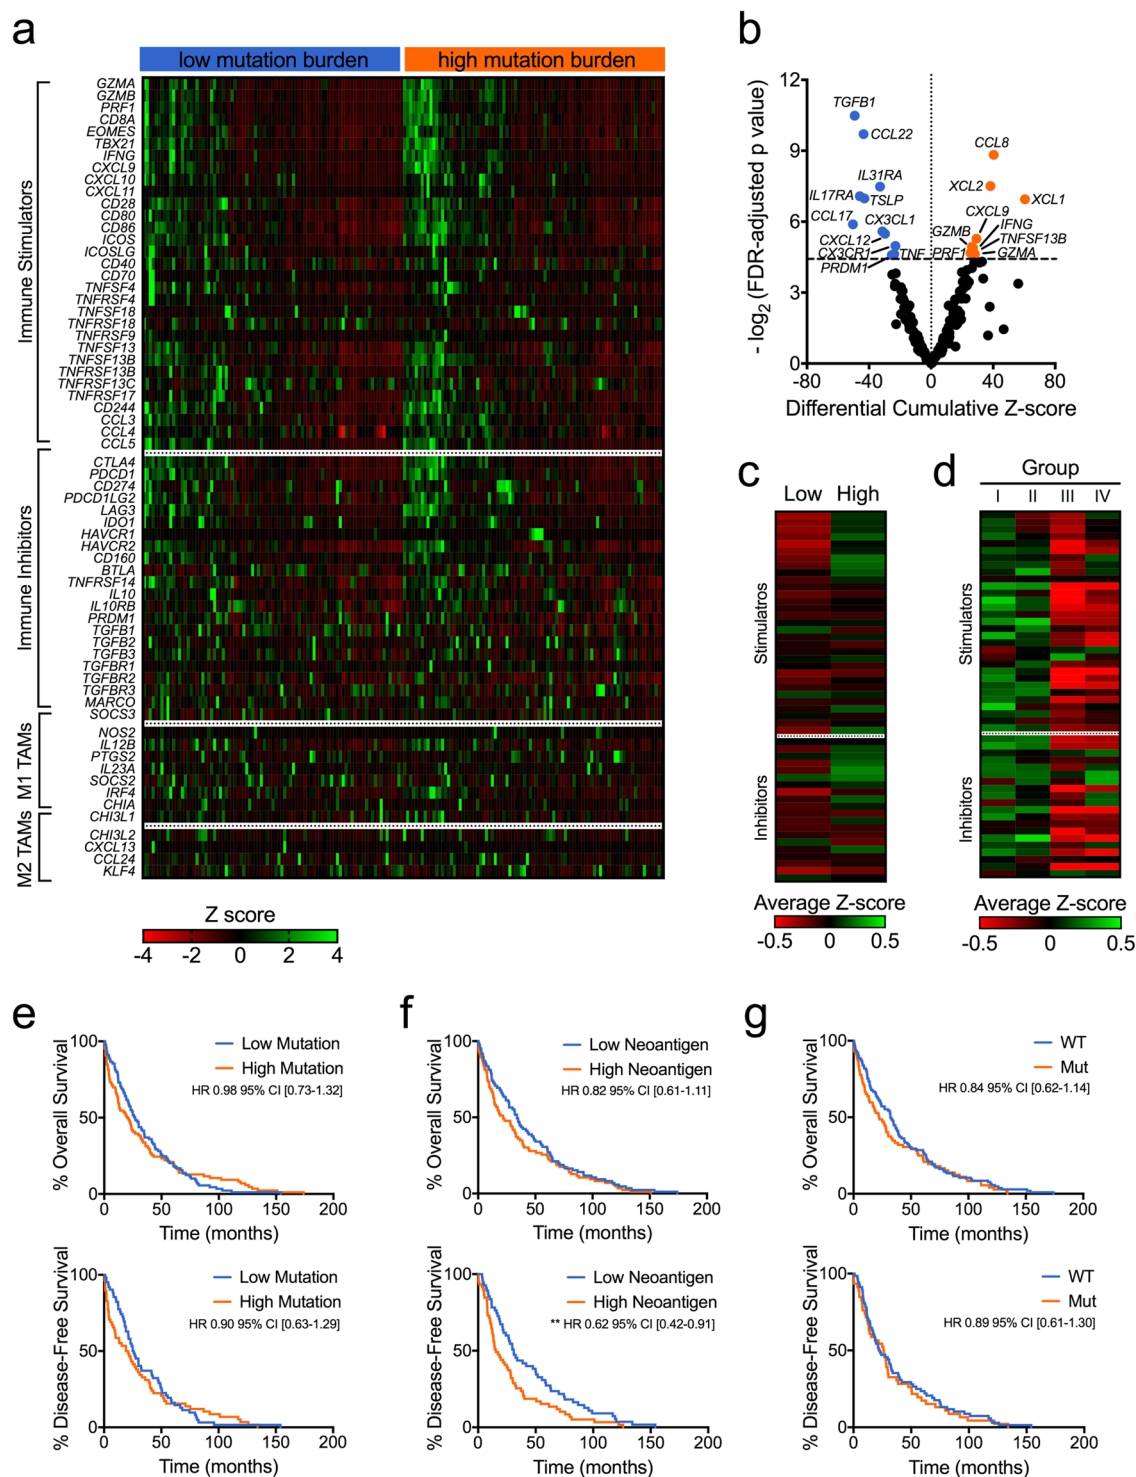 a
low mutation burden
high mutation burden
Immune Stimulators
GZMA
GZMB
PRF1
CD8A
EOMES
TBX21
IFNG
CXCL9
CXCL10
CXCL11
CD28
CD80
CD86
ICOS
ICOSLG
CD40
CD70
TNFSF4
TNFRSF4
TNFSF18
TNFRSF18
TNFRSF9
TNFSF13
TNFSF13B
TNFRSF13B
TNFRSF13C
TNFRSF17
CD244
CCL3
CCL4
CCL5
Immune Inhibitors
CTLA4
PDCD1
CD274
PDCD1LG2
LAG3
IDO1
HAVCR1
HAVCR2
CD160
BTLA
TNFRSF14
IL10
IL10RB
PRDM1
TGFB1
TGFB2
TGFB3
TGFBR1
TGFBR2
TGFBR3
MARCO
SOCS3
M1 TAMs
NOS2
IL12B
PTGS2
IL23A
SOCS2
IRF4
CHIA
CHI3L1
M2 TAMs
CHI3L2
CXCL13
CCL24
KLF4
Z score
-4 -2 0 2 4
b
- log2 (FDR-adjusted p value)
12
9
6
3
0
TGFB1
CCL22
CCL8
IL31RA
XCL2
IL17RA
TSLP
XCL1
CCL17
CX3CL1
CXCL9
IFNG
CXCL12
GZMB
TNFSF13B
CX3CR1
TNF
PRF1
GZMA
PRDM1
-80 -40 0 40 80
Differential Cumulative Z-score
c
Low High
Stimulatros
Inhibitors
Average Z-score
-0.5 0 0.5
d
Group
I II III IV
Stimulators
Inhibitors
Average Z-score
-0.5 0 0.5
e
% Overall Survival
100
50
0
Low Mutation
High Mutation
HR 0.98 95% CI [0.73-1.32]
0 50 100 150 200
Time (months)
% Disease-Free Survival
100
50
0
Low Mutation
High Mutation
HR 0.90 95% CI [0.63-1.29]
0 50 100 150 200
Time (months)
f
% Overall Survival
100
50
0
Low Neoantigen
High Neoantigen
HR 0.82 95% CI [0.61-1.11]
0 50 100 150 200
Time (months)
% Disease-Free Survival
100
50
0
Low Neoantigen
High Neoantigen
** HR 0.62 95% CI [0.42-0.91]
0 50 100 150 200
Time (months)
g
% Overall Survival
100
50
0
WT
Mut
HR 0.84 95% CI [0.62-1.14]
0 50 100 150 200
Time (months)
% Disease-Free Survival
100
50
0
WT
Mut
HR 0.89 95% CI [0.61-1.30]
0 50 100 150 200
Time (months)